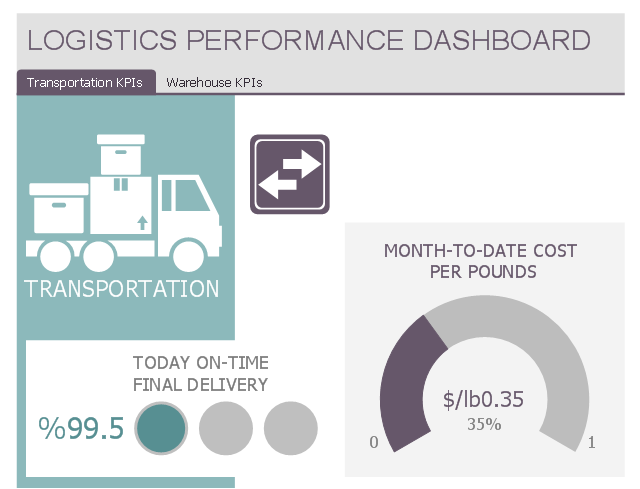 LOGISTICS PERFORMANCE DASHBOARD
Transportation KPIs
Warehouse KPIs
TRANSPORTATION
TODAY ON-TIME
FINAL DELIVERY
%99.5
MONTH-TO-DATE COST
PER POUNDS
$/lb0.35
35%
0
1